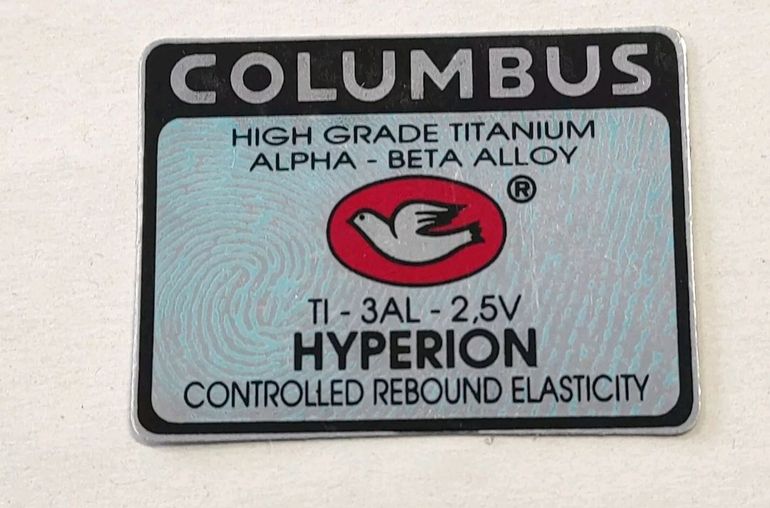 COLUMBUS
HIGH GRADE TITANIUM
ALPHA - BETA ALLOY
®
TI - 3AL - 2,5V
HYPERION
CONTROLLED REBOUND ELASTICITY